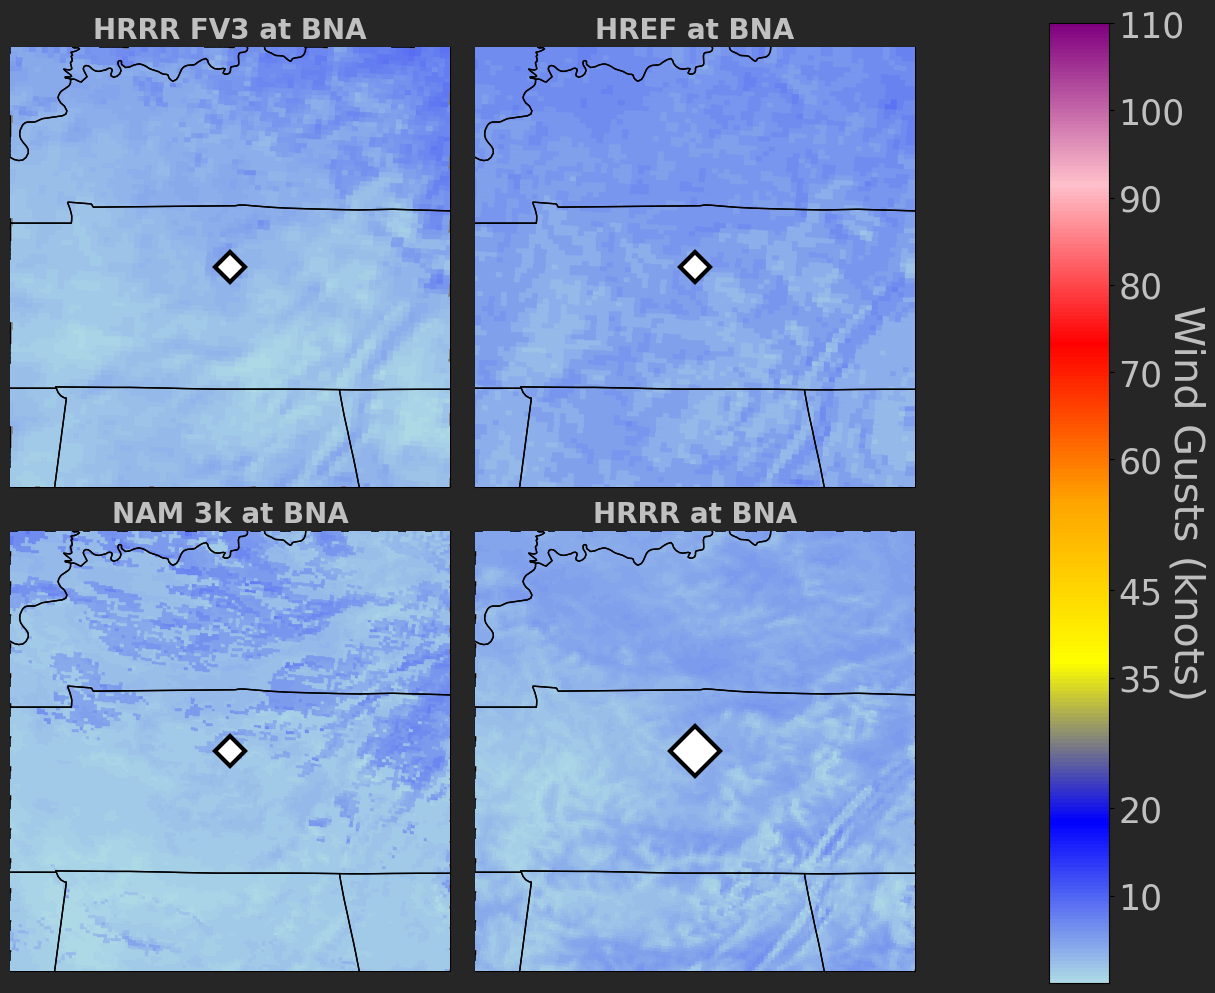 HRRR FV3 at BNA
HREF at BNA
NAM 3k at BNA
HRRR at BNA
110
100
90
80
70
60
45
35
20
10
Wind Gusts (knots)